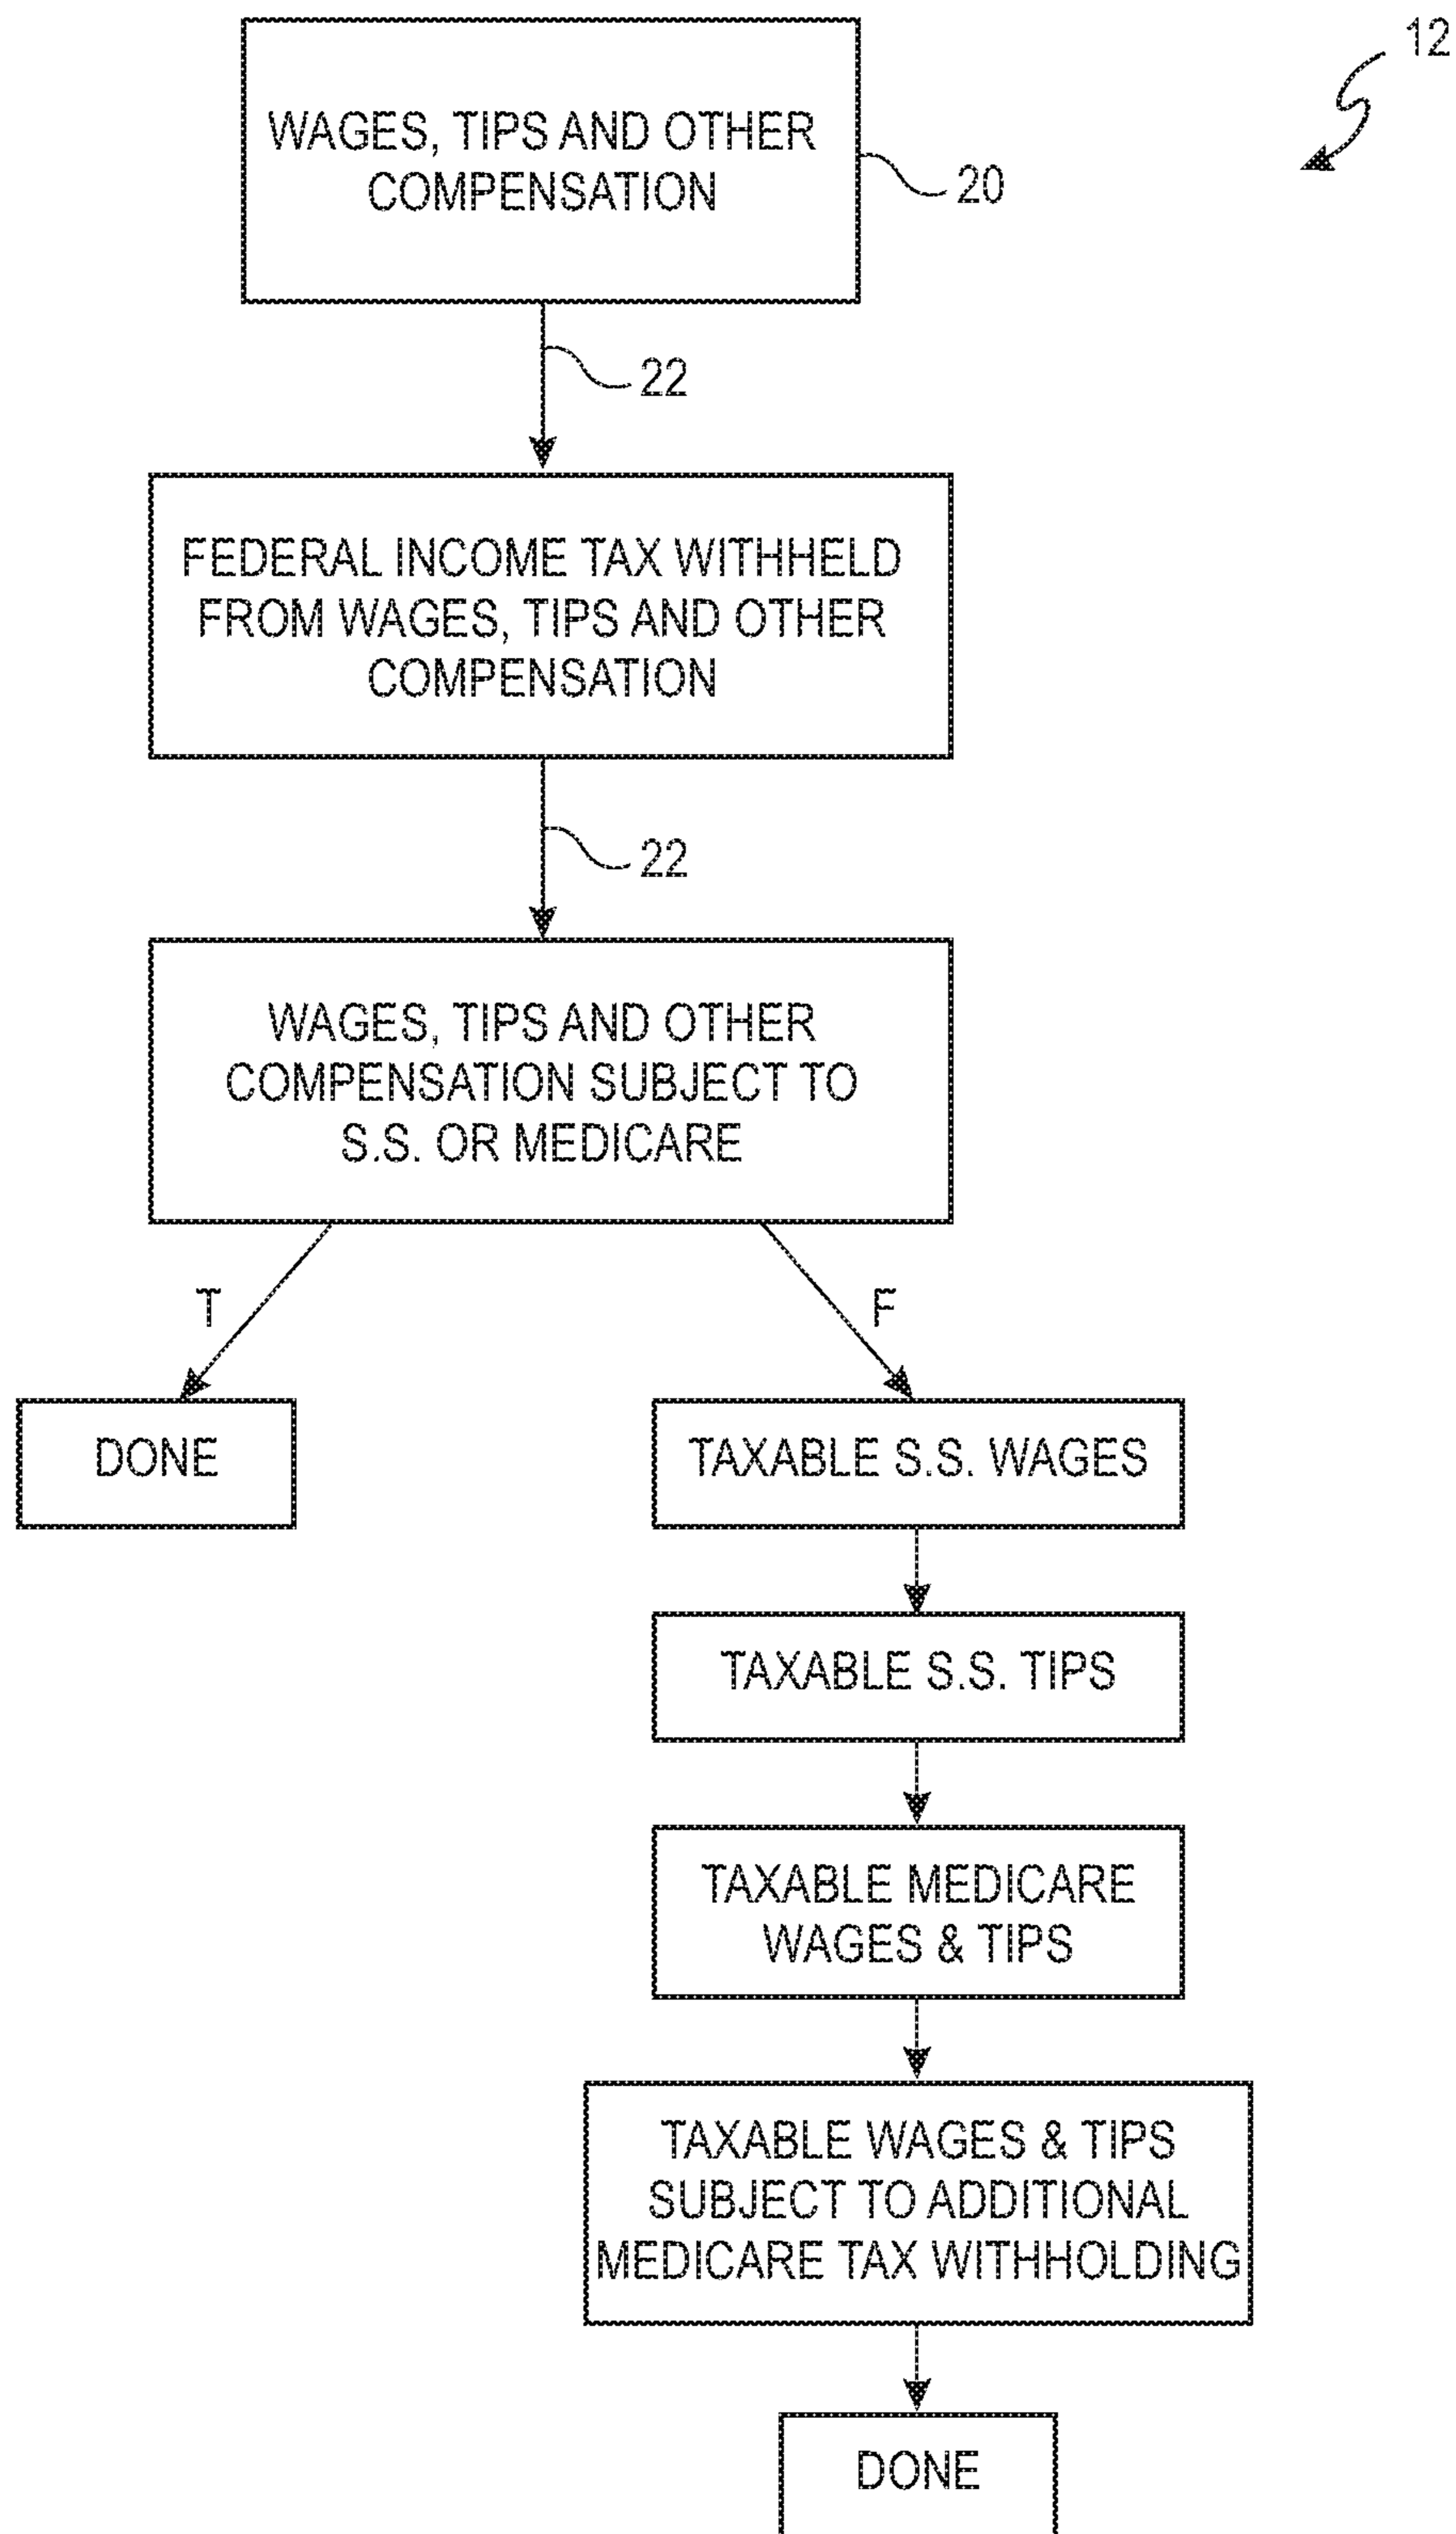 12
WAGES, TIPS AND OTHER
COMPENSATION
20
22
FEDERAL INCOME TAX WITHHELD
FROM WAGES, TIPS AND OTHER
COMPENSATION
22
WAGES, TIPS AND OTHER
COMPENSATION SUBJECT TO
S.S. OR MEDICARE
T
F
DONE
TAXABLE S.S. WAGES
TAXABLE S.S. TIPS
TAXABLE MEDICARE
WAGES & TIPS
TAXABLE WAGES & TIPS
SUBJECT TO ADDITIONAL
MEDICARE TAX WITHHOLDING
DONE